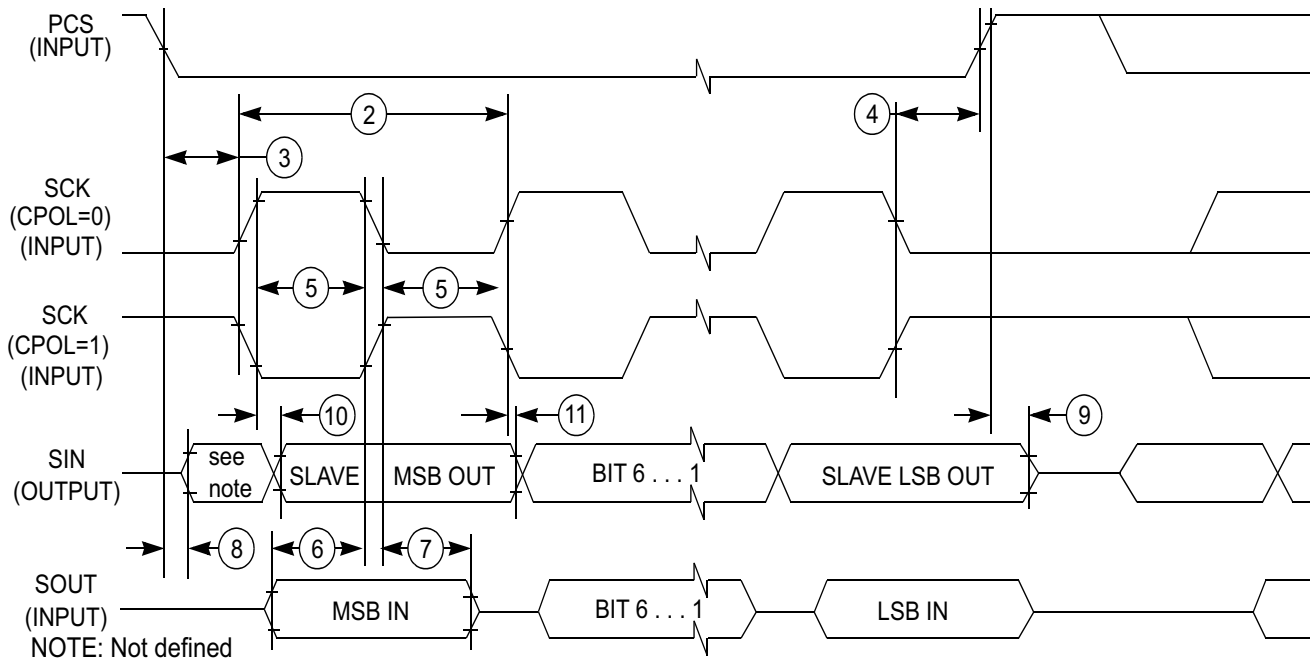 PCS
(INPUT)
2
4
3
SCK
(CPOL=0)
(INPUT)
5
5
SCK
(CPOL=1)
(INPUT)
10
11
9
SIN
(OUTPUT)
see
note
SLAVE
MSB OUT
BIT 6 . . . 1
SLAVE LSB OUT
8
6
7
SOUT
(INPUT)
MSB IN
BIT 6 . . . 1
LSB IN
NOTE: Not defined